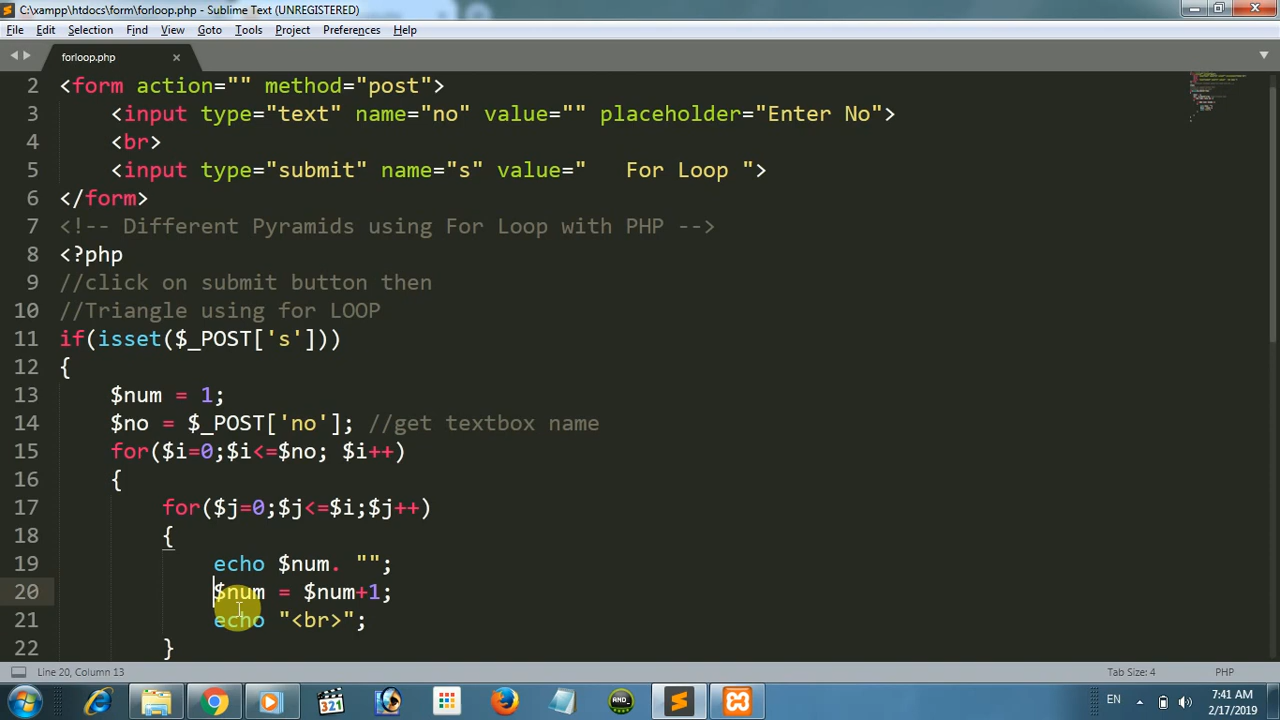 C:\xampp\htdocs\form\forloop.php - Sublime Text (UNREGISTERED)
File Edit Selection Find View Goto Tools Project Preferences Help
forloop.php ×
2 <form action="" method="post">
3 <input type="text" name="no" value="" placeholder="Enter No">
4 <br>
5 <input type="submit" name="s" value="   For Loop ">
6 </form>
7 <!-- Different Pyramids using For Loop with PHP -->
8 <?php
9 //click on submit button then
10 //Triangle using for LOOP
11 if(isset($_POST['s']))
12 {
13 $num = 1;
14 $no = $_POST['no']; //get textbox name
15 for($i=0;$i<=$no; $i++)
16 {
17 for($j=0;$j<=$i;$j++)
18 {
19 echo $num. "";
20 $num = $num+1;
21 echo "<br>";
22 }
Line 20, Column 13 Tab Size: 4 PHP
321 AND_ EN 7:41 AM
2/17/2019